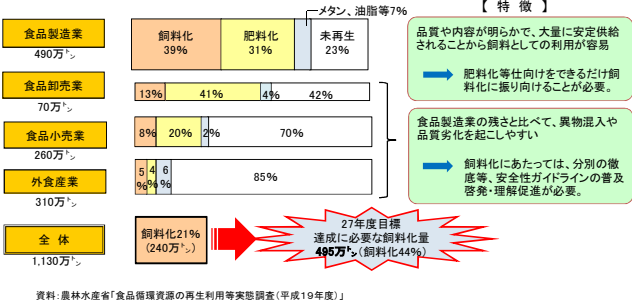 【 特 徴 】
メタン、油脂等7%
食品製造業
490万㌧
飼料化
39%
肥料化
31%
未再生
23%
品質や内容が明らかで、大量に安定供給
されることから飼料としての利用が容易
肥料化等仕向けをできるだけ飼
料化に振り向けることが必要。
食品卸売業
70万㌧
13%
41%
4%
42%
食品小売業
260万㌧
8%
20%
2%
70%
食品製造業の残さと比べて、異物混入や
品質劣化を起こしやすい
飼料化にあたっては、分別の徹
底等、安全性ガイドラインの普及
啓発・理解促進が必要。
外食産業
310万㌧
5
%
4
%
6
%
85%
全 体
1,130万㌧
飼料化21%
(240万㌧)
27年度目標
達成に必要な飼料化量
495万㌧(飼料化44%)
資料:農林水産省「食品循環資源の再生利用等実態調査(平成19年度)」